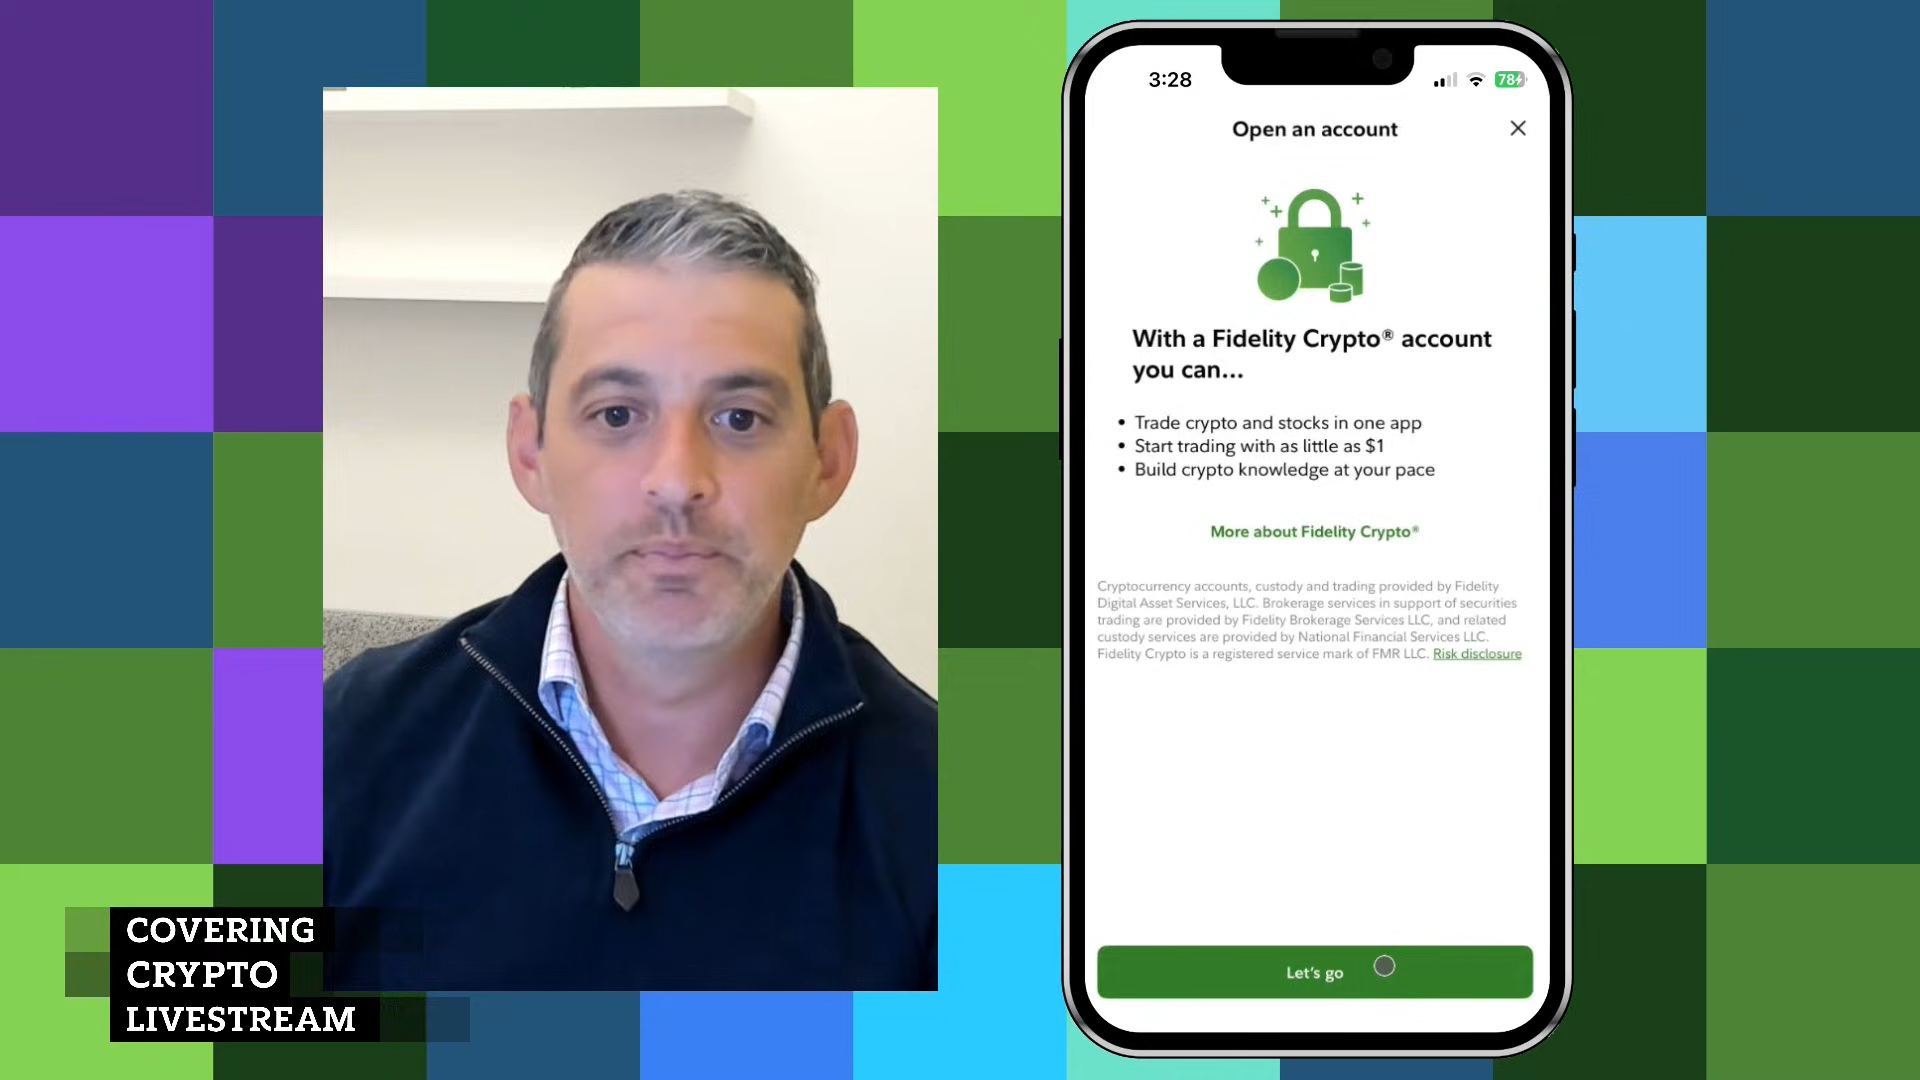 3:28
78
Open an account
With a Fidelity Crypto® account
you can...
• Trade crypto and stocks in one app
• Start trading with as little as $1
• Build crypto knowledge at your pace
More about Fidelity Crypto®
Cryptocurrency accounts, custody and trading provided by Fidelity
Digital Asset Services, LLC. Brokerage services in support of securities
trading are provided by Fidelity Brokerage Services LLC, and related
custody services are provided by National Financial Services LLC.
Fidelity Crypto is a registered service mark of FMR LLC. Risk disclosure
Let's go
COVERING
CRYPTO
LIVESTREAM